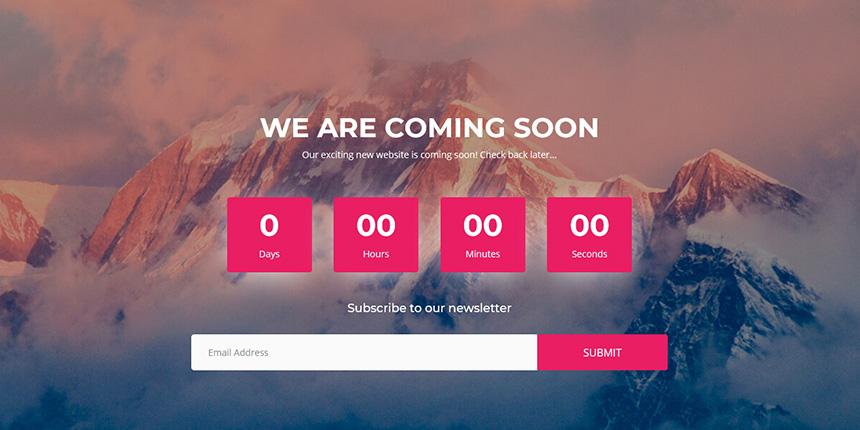 WE ARE COMING SOON
Our exciting new website is coming soon! Check back later...
0 00 00 00
Days Hours Minutes Seconds
Subscribe to our newsletter
Email Address SUBMIT